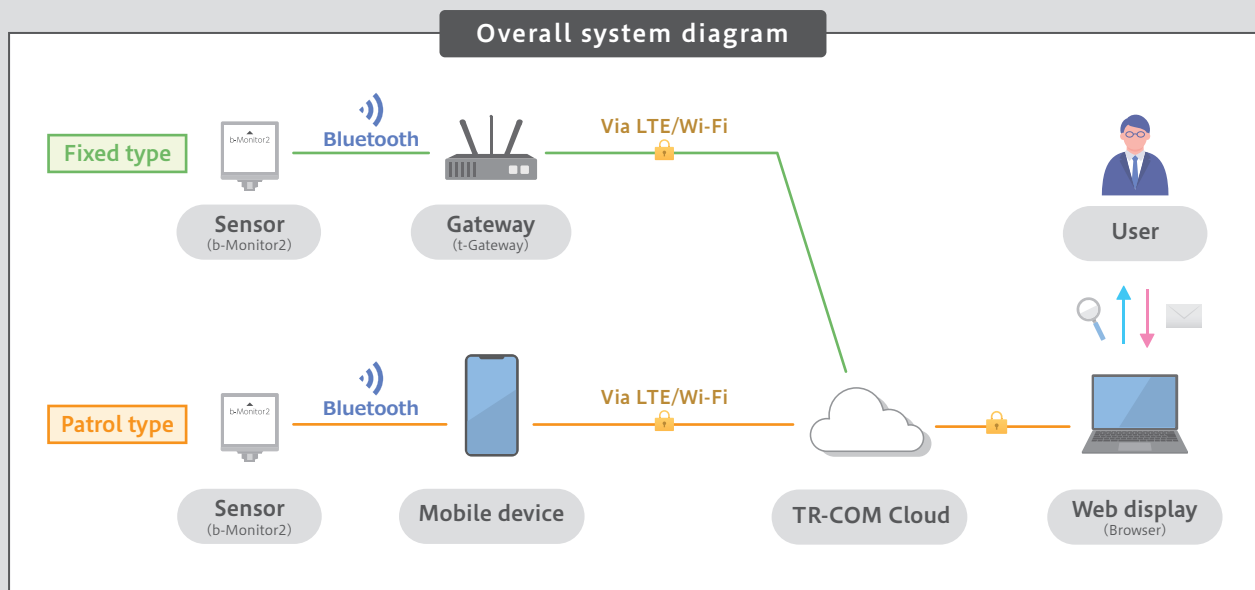 Overall system diagram
Fixed type
b-Monitor2
Bluetooth
Via LTE/Wi-Fi
Sensor
(b-Monitor2)
Gateway
(t-Gateway)
User
Patrol type
b-Monitor2
Bluetooth
Via LTE/Wi-Fi
Sensor
(b-Monitor2)
Mobile device
TR-COM Cloud
Web display
(Browser)